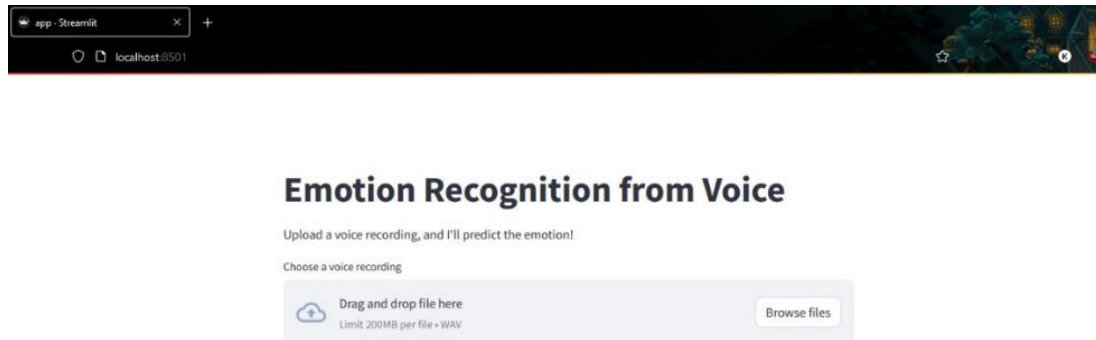 app · Streamlit
localhost:8501
K
Emotion Recognition from Voice
Upload a voice recording, and I'll predict the emotion!
Choose a voice recording
Drag and drop file here
Limit 200MB per file • WAV
Browse files